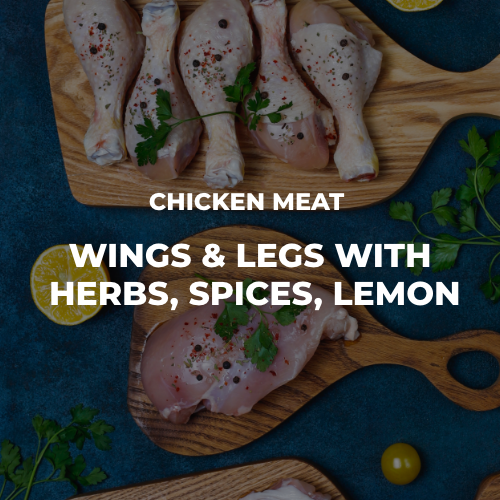 CHICKEN MEAT
WINGS & LEGS WITH
HERBS, SPICES, LEMON